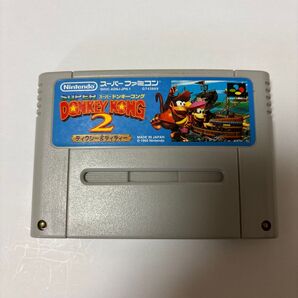 Nintendo スーパーファミコン
SHVC-ADNJ-JPN-1
スーパードンキーコング
DONKEY KONG
2
ディクシー&ディディー
MADE IN JAPAN
© 1995 Nintendo